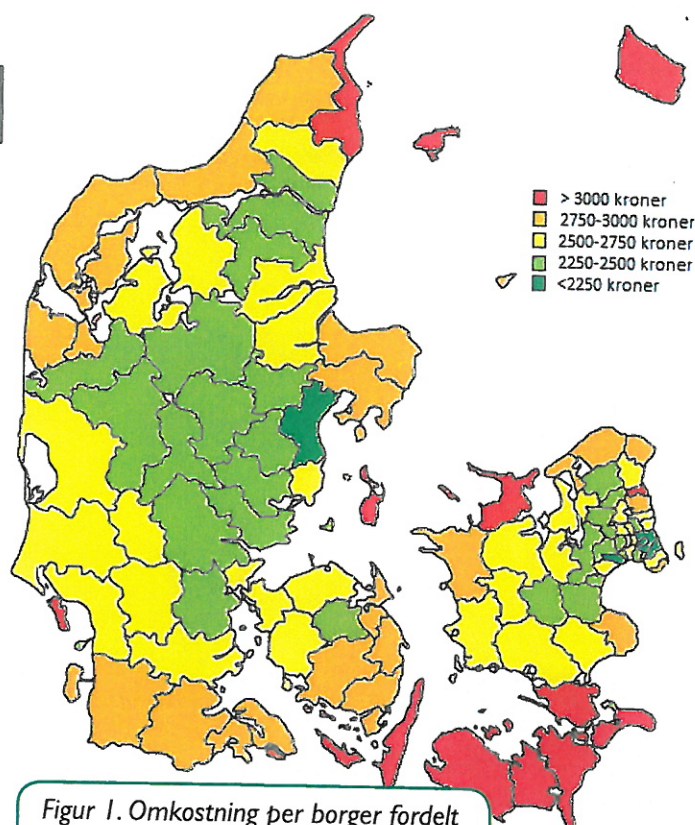 > 3000 kroner
2750-3000 kroner
2500-2750 kroner
2250-2500 kroner
<2250 kroner
Figur 1. Omkostning per borger fordelt